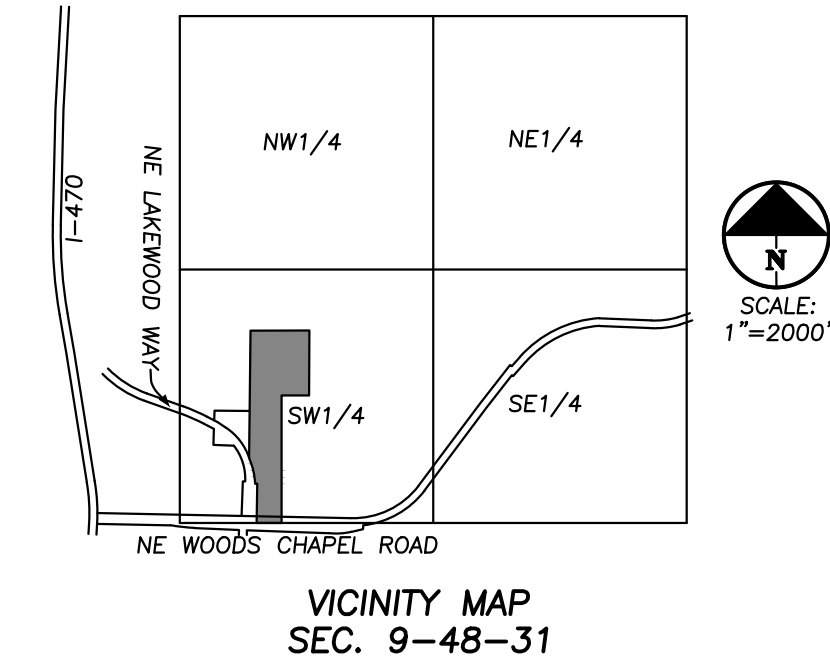 NW1/4
NE1/4
I-470
NE LAKEWOOD WAY
N
SCALE:
1"=2000'
SW1/4
SE1/4
NE WOODS CHAPEL ROAD
VICINITY MAP
SEC. 9-48-31